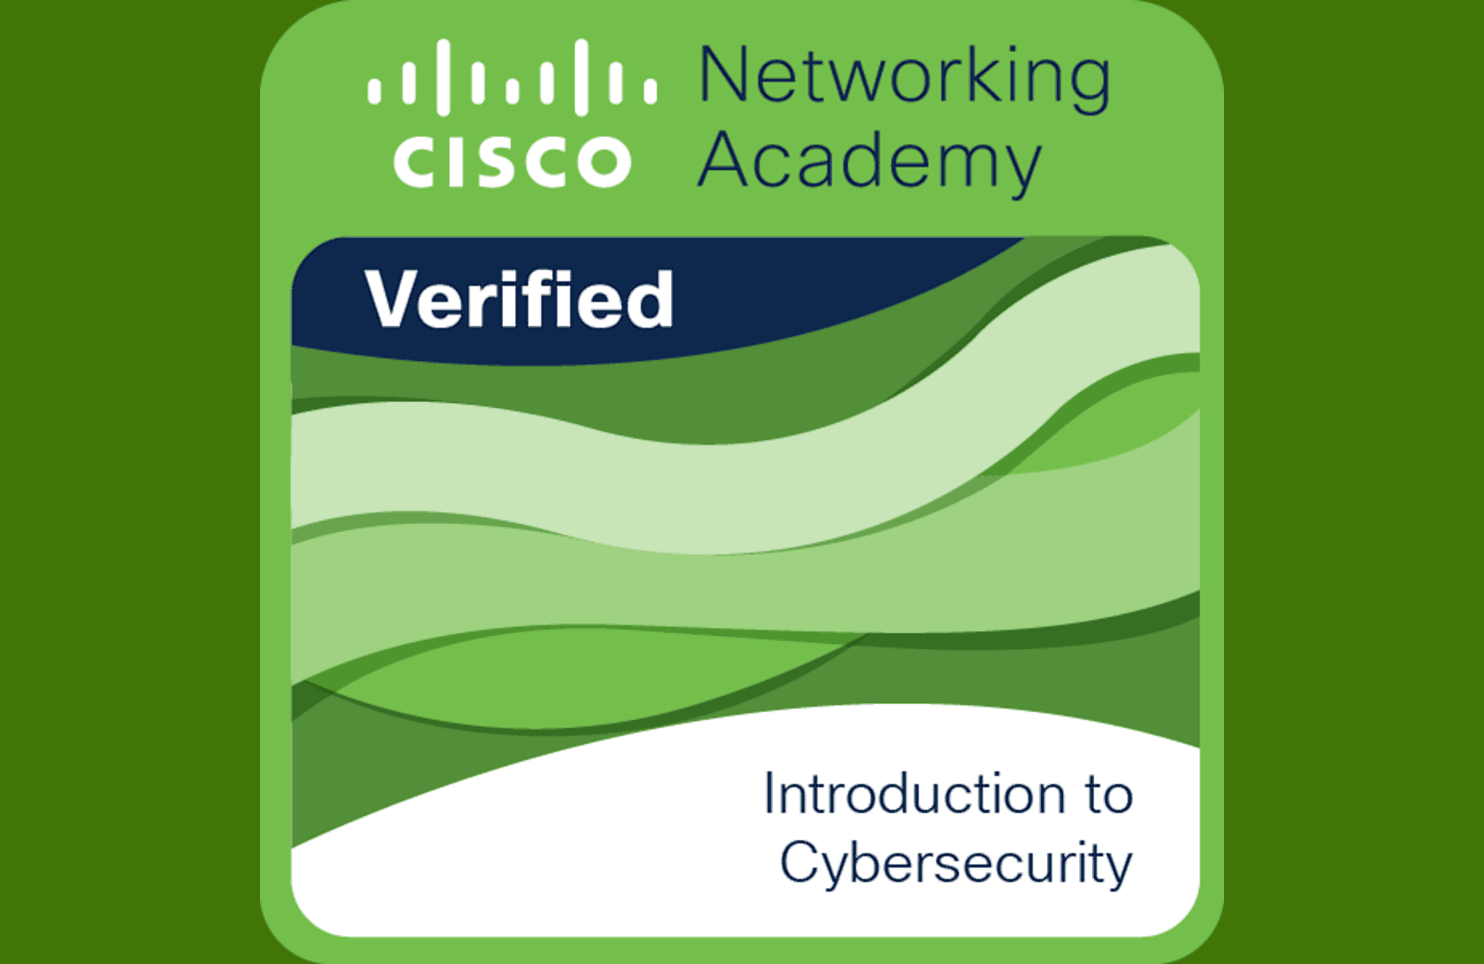 CISCO
Networking
Academy
Verified
Introduction to
Cybersecurity